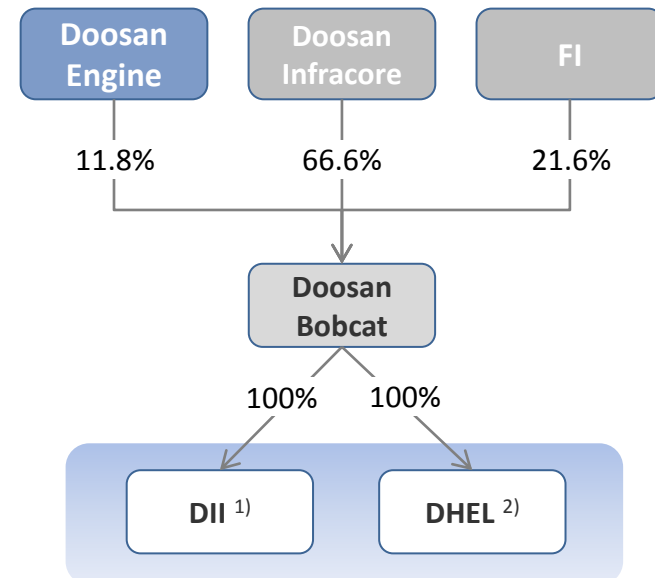 Doosan
Engine
Doosan
Infracore
FI
11.8%
66.6%
21.6%
Doosan
Bobcat
100%
100%
DII 1)
DHEL 2)